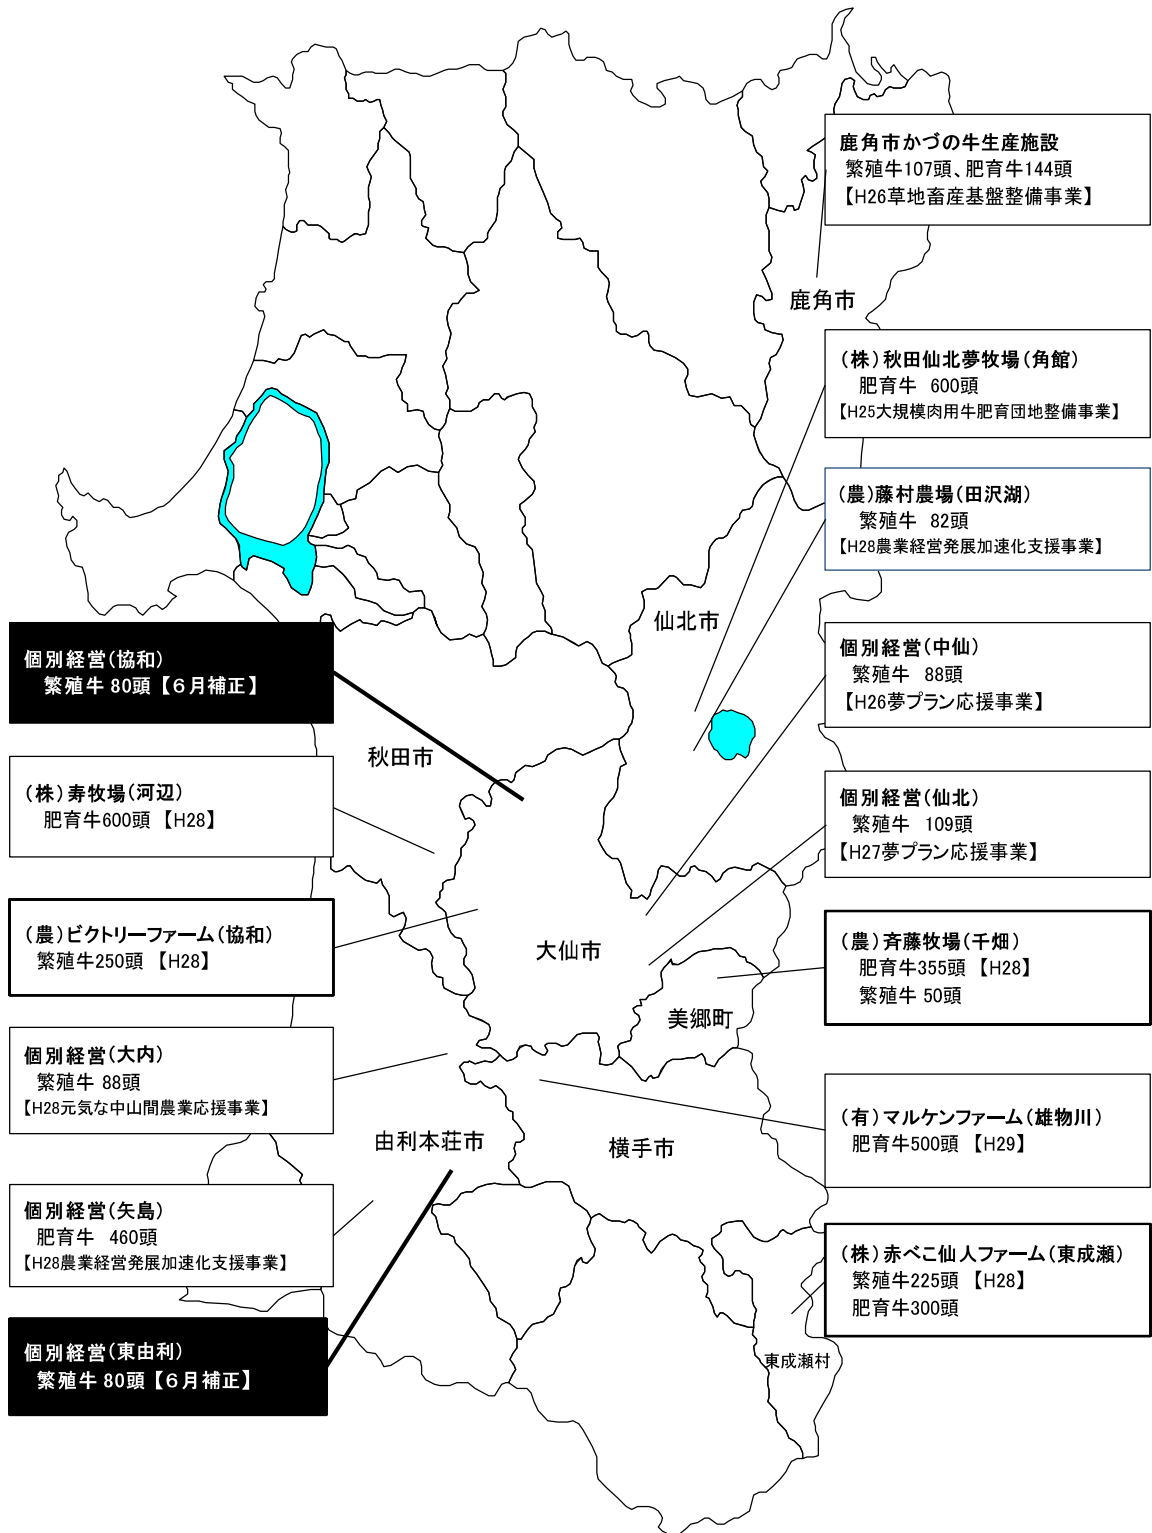 鹿角市かづの牛生産施設
繁殖牛107頭、肥育牛144頭
【H26草地畜産基盤整備事業】
鹿角市
(株)秋田仙北夢牧場(角館)
肥育牛 600頭
【H25大規模肉用牛肥育団地整備事業】
(農)藤村農場(田沢湖)
繁殖牛 82頭
【H28農業経営発展加速化支援事業】
仙北市
個別経営(中仙)
繁殖牛 88頭
【H26夢プラン応援事業】
個別経営(協和)
繁殖牛 80頭【6月補正】
秋田市
(株)寿牧場(河辺)
肥育牛600頭 【H28】
個別経営(仙北)
繁殖牛 109頭
【H27夢プラン応援事業】
(農)ビクトリーファーム(協和)
繁殖牛250頭 【H28】
大仙市
(農)斉藤牧場(千畑)
肥育牛355頭 【H28】
繁殖牛 50頭
美郷町
個別経営(大内)
繁殖牛 88頭
【H28元気な中山間農業応援事業】
由利本荘市
横手市
(有)マルケンファーム(雄物川)
肥育牛500頭 【H29】
個別経営(矢島)
肥育牛 460頭
【H28農業経営発展加速化支援事業】
(株)赤べこ仙人ファーム(東成瀬)
繁殖牛225頭 【H28】
肥育牛300頭
東成瀬村
個別経営(東由利)
繁殖牛 80頭【6月補正】